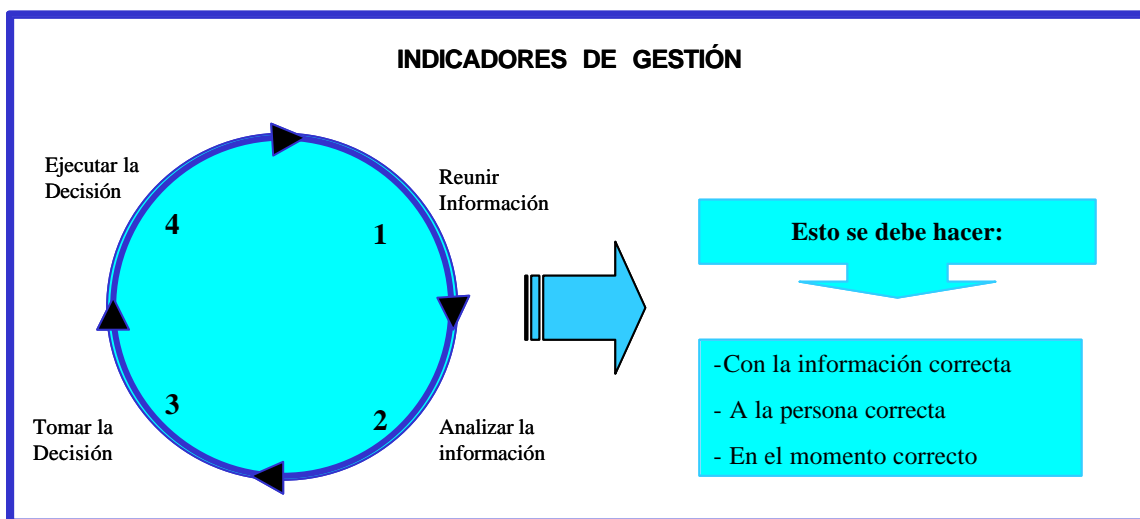 INDICADORES DE GESTIÓN
Ejecutar la
Decisión
4
Reunir
Información
1
3
Tomar la
Decisión
2
Analizar la
información
Esto se debe hacer:
-Con la información correcta
- A la persona correcta
- En el momento correcto